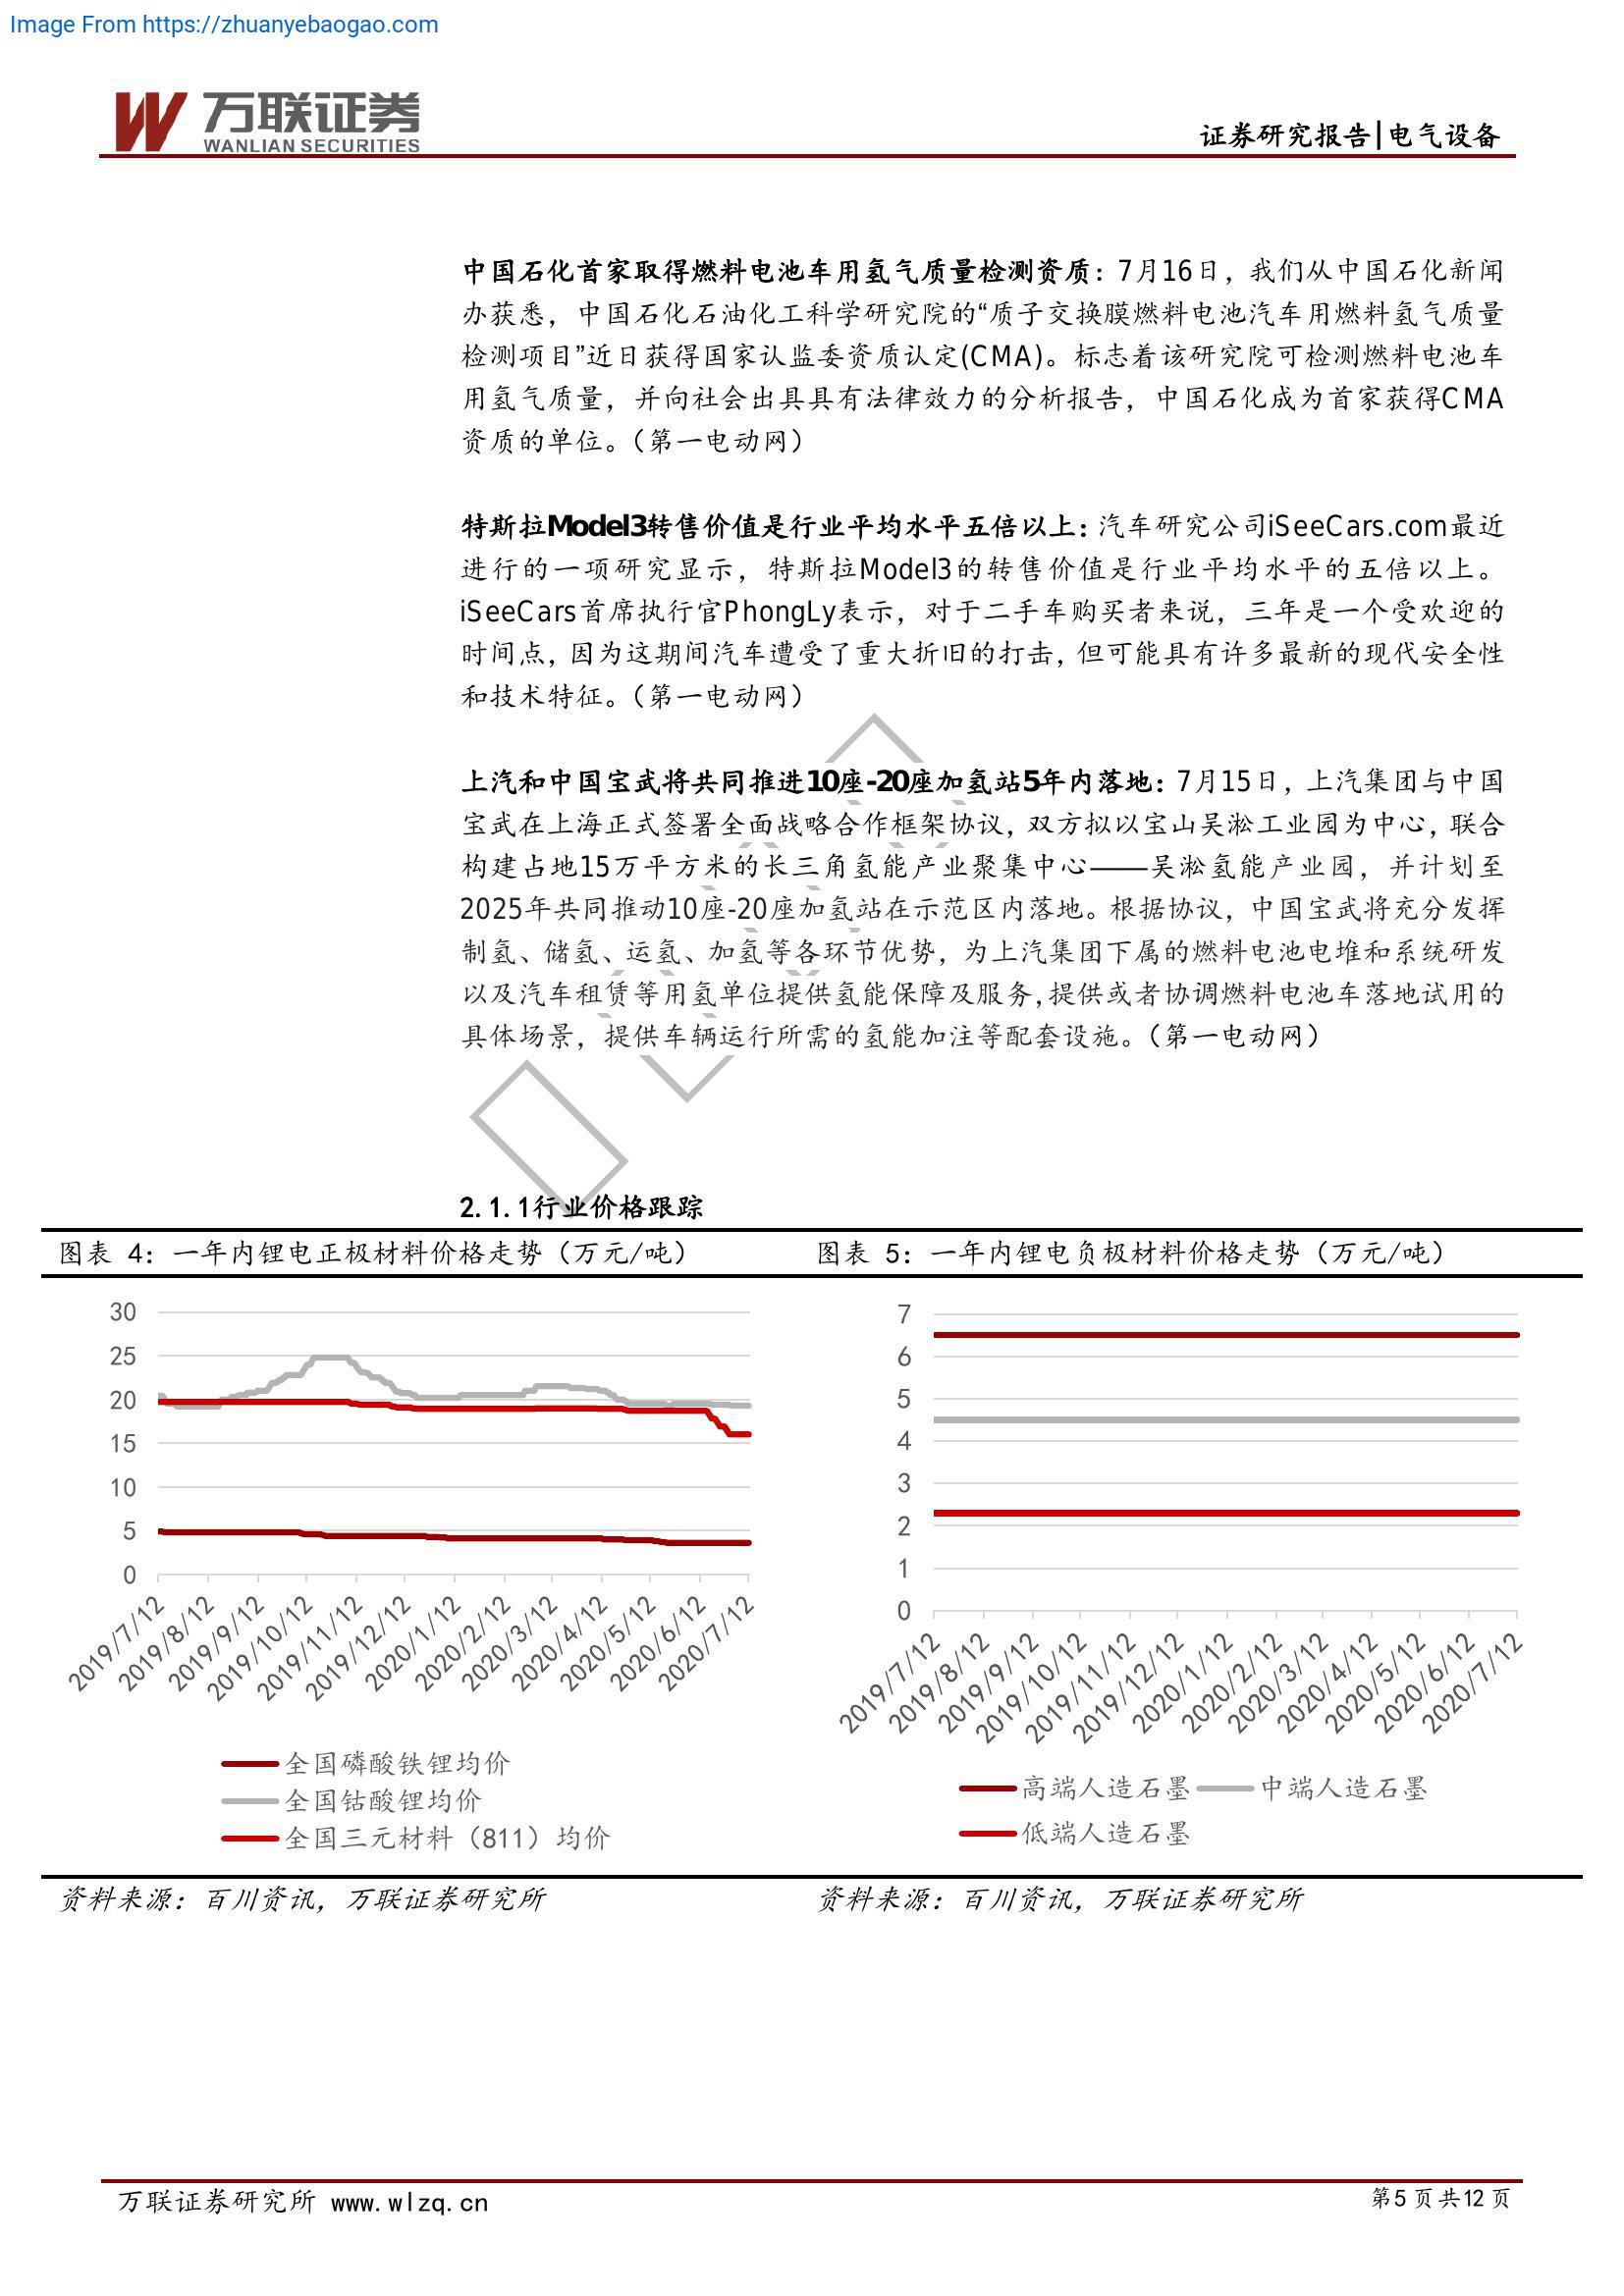 Image From https://zhuanyebaogao.com
万联证券
WANLIAN SECURITIES
证券研究报告|电气设备
中国石化首家取得燃料电池车用氢气质量检测资质：7月16日，我们从中国石化新闻
办获悉，中国石化石油化工科学研究院的“质子交换膜燃料电池汽车用燃料氢气质量
检测项目”近日获得国家认监委资质认定(CMA)。标志着该研究院可检测燃料电池车
用氢气质量，并向社会出具具有法律效力的分析报告，中国石化成为首家获得CMA
资质的单位。（第一电动网）
特斯拉Model3转售价值是行业平均水平五倍以上：汽车研究公司iSeeCars.com最近
进行的一项研究显示，特斯拉Model3的转售价值是行业平均水平的五倍以上。
iSeeCars首席执行官PhongLy表示，对于二手车购买者来说，三年是一个受欢迎的
时间点，因为这期间汽车遭受了重大折旧的打击，但可能具有许多最新的现代安全性
和技术特征。（第一电动网）
上汽和中国宝武将共同推进10座-20座加氢站5年内落地：7月15日，上汽集团与中国
宝武在上海正式签署全面战略合作框架协议，双方拟以宝山吴淞工业园为中心，联合
构建占地15万平方米的长三角氢能产业聚集中心——吴淞氢能产业园，并计划至
2025年共同推动10座-20座加氢站在示范区内落地。根据协议，中国宝武将充分发挥
制氢、储氢、运氢、加氢等各环节优势，为上汽集团下属的燃料电池电堆和系统研发
以及汽车租赁等用氢单位提供氢能保障及服务，提供或者协调燃料电池车落地试用的
具体场景，提供车辆运行所需的氢能加注等配套设施。（第一电动网）
2.1.1行业价格跟踪
图表 4：一年内锂电正极材料价格走势（万元/吨）
30
25
20
15
10
5
0
2019/7/12
2019/8/12
2019/9/12
2019/10/12
2019/11/12
2019/12/12
2020/1/12
2020/2/12
2020/3/12
2020/4/12
2020/5/12
2020/6/12
2020/7/12
全国磷酸铁锂均价
全国钴酸锂均价
全国三元材料（811）均价
资料来源：百川资讯，万联证券研究所
图表 5：一年内锂电负极材料价格走势（万元/吨）
7
6
5
4
3
2
1
0
2019/7/12
2019/8/12
2019/9/12
2019/10/12
2019/11/12
2019/12/12
2020/1/12
2020/2/12
2020/3/12
2020/4/12
2020/5/12
2020/6/12
2020/7/12
高端人造石墨 中端人造石墨
低端人造石墨
资料来源：百川资讯，万联证券研究所
万联证券研究所 www.wlzq.cn
第5页共12页